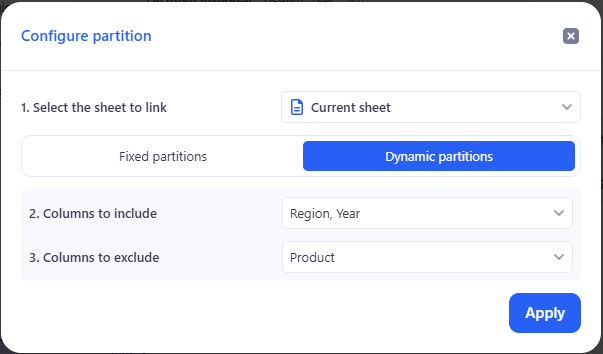 Configure partition
1. Select the sheet to link
Current sheet
Fixed partitions
Dynamic partitions
2. Columns to include
Region, Year
3. Columns to exclude
Product
Apply